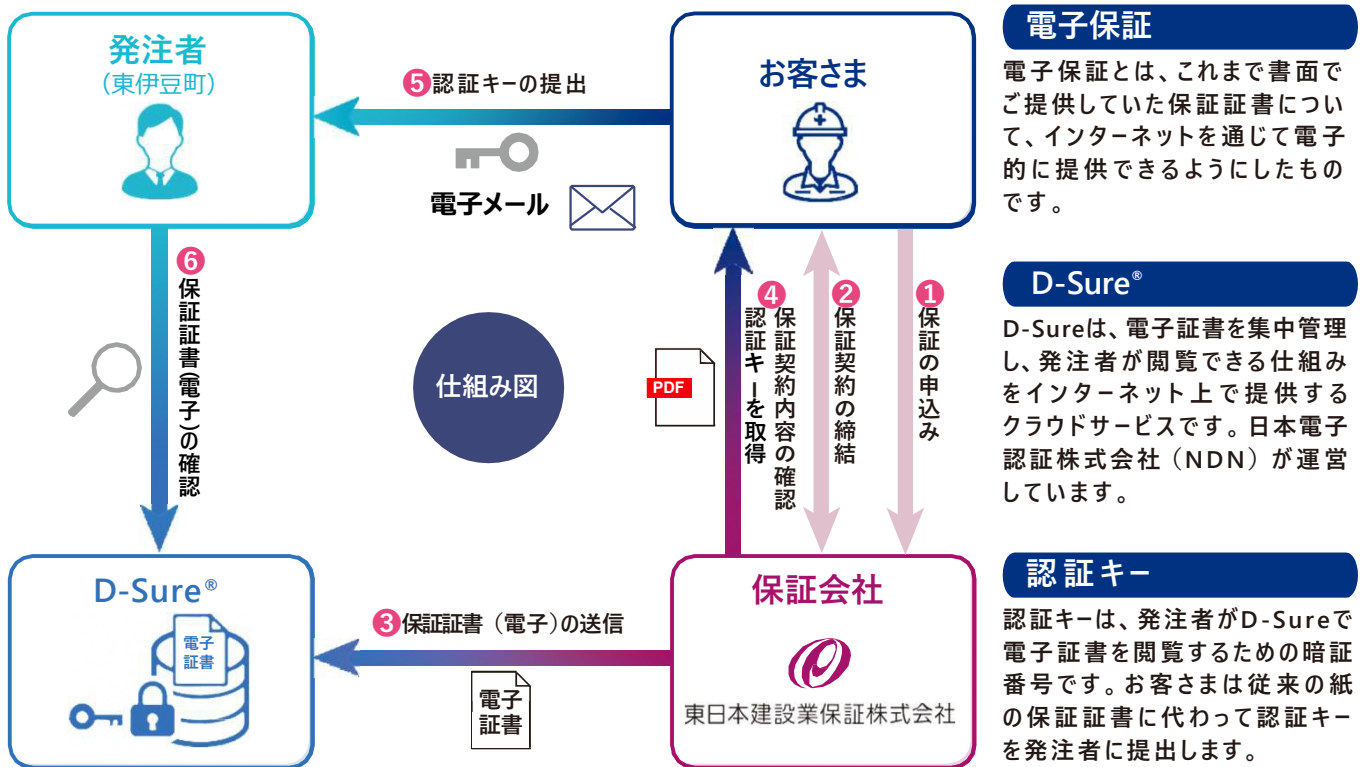 発注者
（東伊豆町）
❺認証キーの提出
電子メール
お客さま
❻保証証書(電子)の確認
仕組み図
PDF
❹保証契約内容の確認
認証キーを取得
❷保証契約の締結
❶保証の申込み
D-Sure®
電子
証書
❸保証証書（電子）の送信
電子
証書
保証会社
東日本建設業保証株式会社
電子保証
電子保証とは、これまで書面で
ご提供していた保証証書につい
て、インターネットを通じて電子
的に提供できるようにしたもの
です。
D-Sure®
D-Sureは、電子証書を集中管理
し、発注者が閲覧できる仕組み
をインターネット上で提供する
クラウドサービスです。日本電子
認証株式会社（NDN）が運営
しています。
認証キー
認証キーは、発注者がD-Sureで
電子証書を閲覧するための暗証
番号です。お客さまは従来の紙
の保証証書に代わって認証キー
を発注者に提出します。